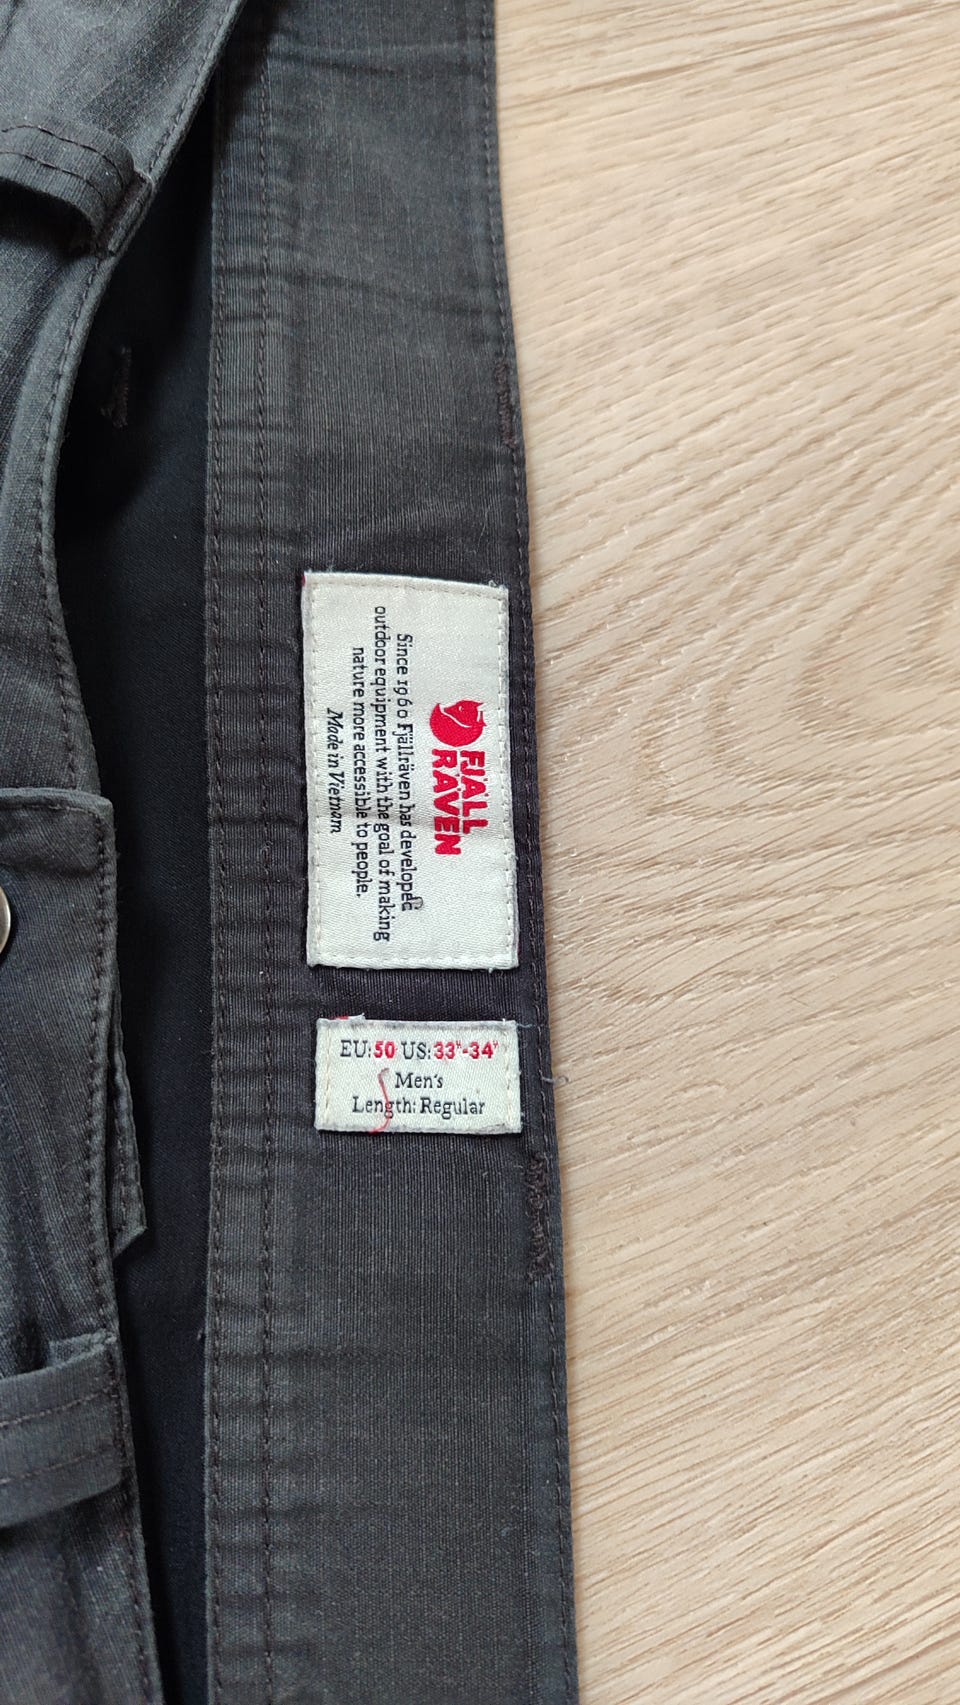 FJÄLL
RÄVEN
Since 1960 Fjällräven has developed
outdoor equipment with the goal of making
nature more accessible to people.
Made in Vietnam
EU:50 US:33"-34"
Men's
Length: Regular